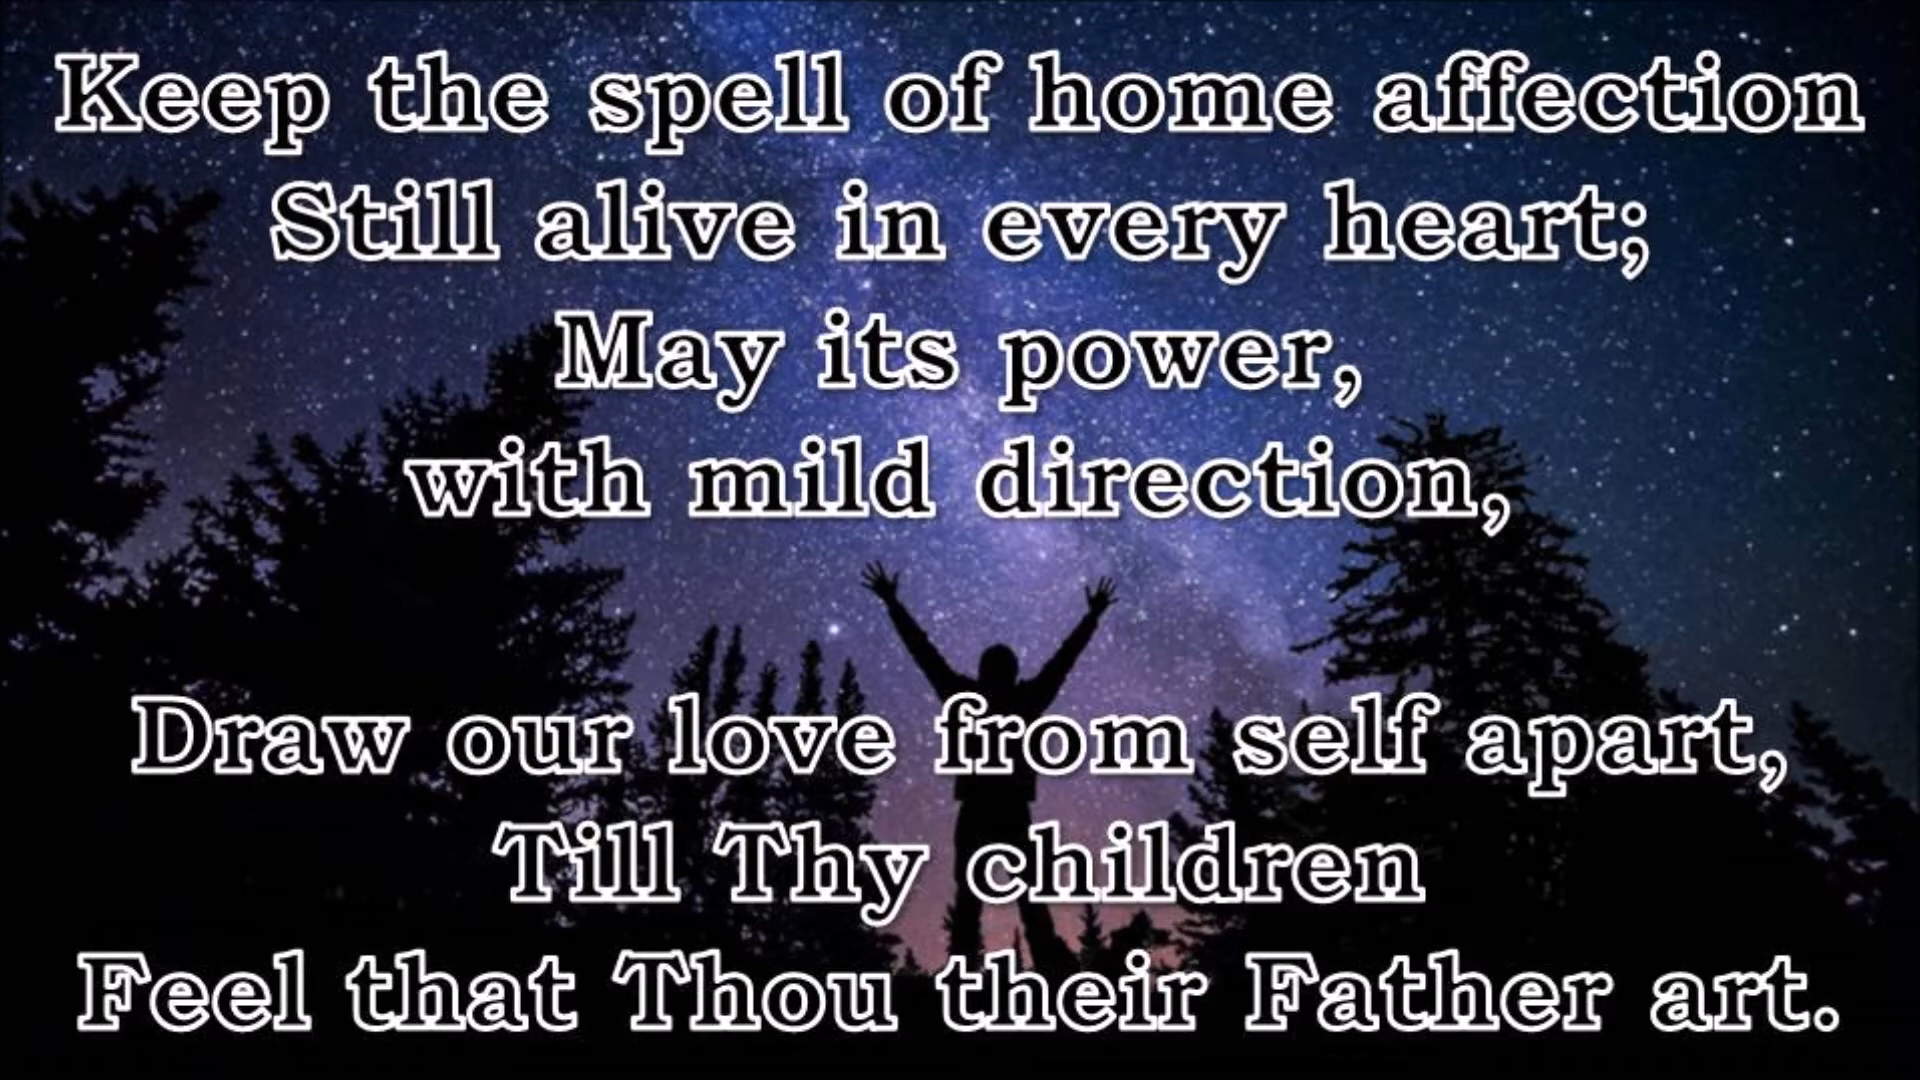 Keep the spell of home affection
Still alive in every heart;
May its power,
with mild direction,
Draw our love from self apart,
Till Thy children
Feel that Thou their Father art.